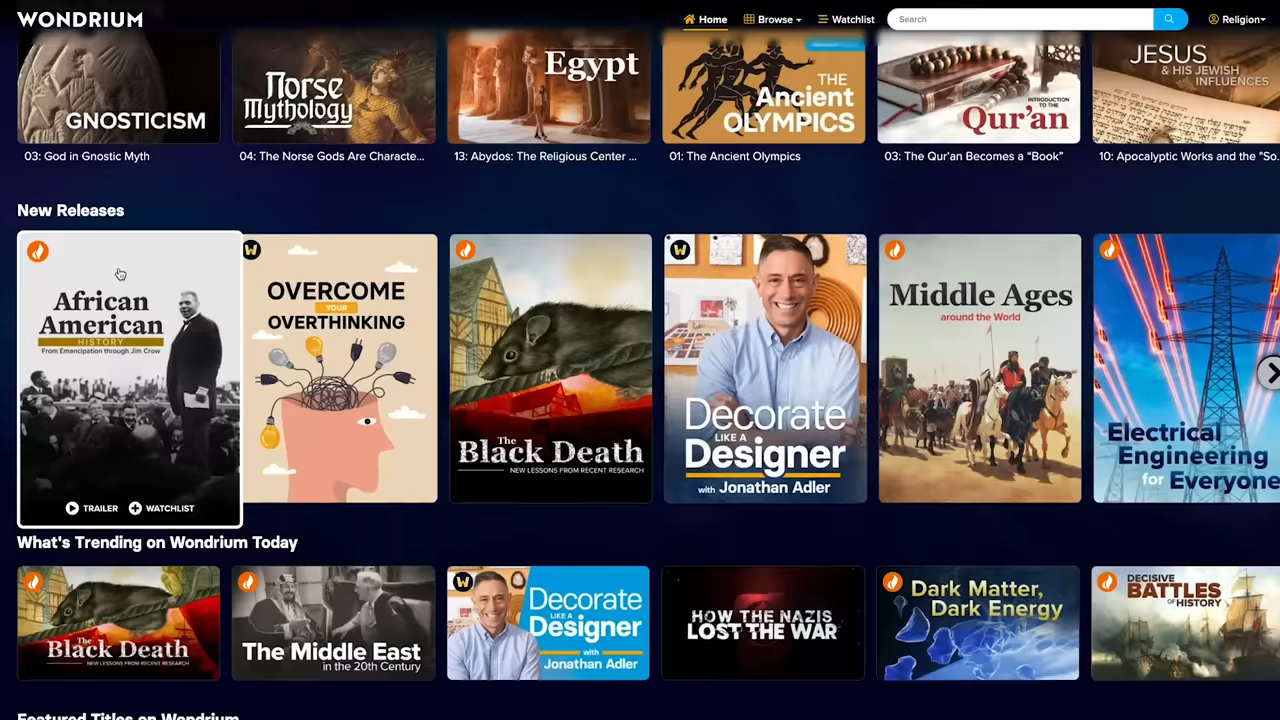 WONDRIUM
Home
Browse
Watchlist
Search
Religion
GNOSTICISM
Norse
Mythology
Egypt
THE
Ancient
OLYMPICS
INTRODUCTION
TO THE
Qur'an
JESUS
& HIS JEWISH
INFLUENCES
03: God in Gnostic Myth
04: The Norse Gods Are Characte...
13: Abydos: The Religious Center ...
01: The Ancient Olympics
03: The Qur'an Becomes a "Book"
10: Apocalyptic Works and the "So.
New Releases
African
American
HISTORY
From Emancipation through Jim Crow
TRAILER
WATCHLIST
W
OVERCOME
YOUR
OVERTHINKING
The
Black Death
NEW LESSONS FROM RECENT RESEARCH
W
Decorate
LIKE A
Designer
with Jonathan Adler
Middle Ages
around the World
Electrical
Engineering
for Everyone
What's Trending on Wondrium Today
The
Black Death
NEW LESSONS FROM RECENT RESEARCH
The Middle East
in the 20th Century
W
Decorate
LIKE A
Designer
with
Jonathan Adler
HOW THE NAZIS
LOST THE WAR
Dark Matter,
Dark Energy
DECISIVE
BATTLES
OF HISTORY
Featured Titles on Wondrium